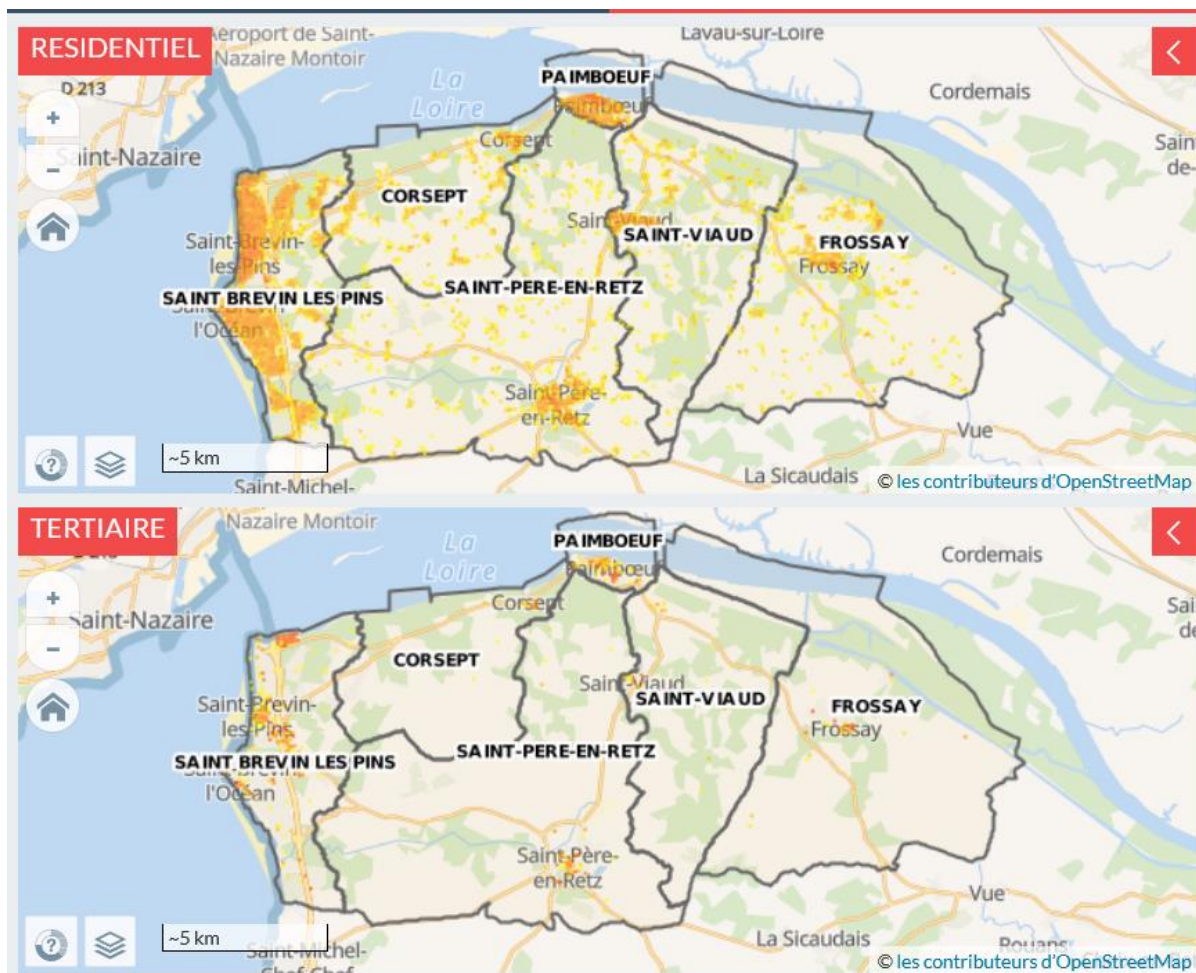 RESIDENTIEL
Aéroport de Saint-
Nazaire Montoir
Lavau-sur-Loire
D 213
La
Loire
PAIMBOEUF
Paimbœuf
Cordemais
+
Corsept
Saint-Nazaire
−
CORSEPT
Saint-Viaud
SAINT-VIAUD
FROSSAY
Frossay
Saint-Brevin-
les-Pins
SAINT BREVIN LES PINS
SAINT-PERE-EN-RETZ
l'Océan
Saint-Père-
en-Retz
Vue
?
~5 km
La Sicaudais
Saint-Michel-
© les contributeurs d'OpenStreetMap
TERTIAIRE
Nazaire Montoir
La
Loire
PAIMBOEUF
Paimbœuf
Cordemais
+
Corsept
Saint-Nazaire
−
CORSEPT
Saint-Viaud
SAINT-VIAUD
FROSSAY
Frossay
Saint-Brevin-
les-Pins
SAINT BREVIN LES PINS
SAINT-PERE-EN-RETZ
l'Océan
Saint-Père-
en-Retz
Vue
?
~5 km
La Sicaudais
Rouans
Saint-Michel-
© les contributeurs d'OpenStreetMap